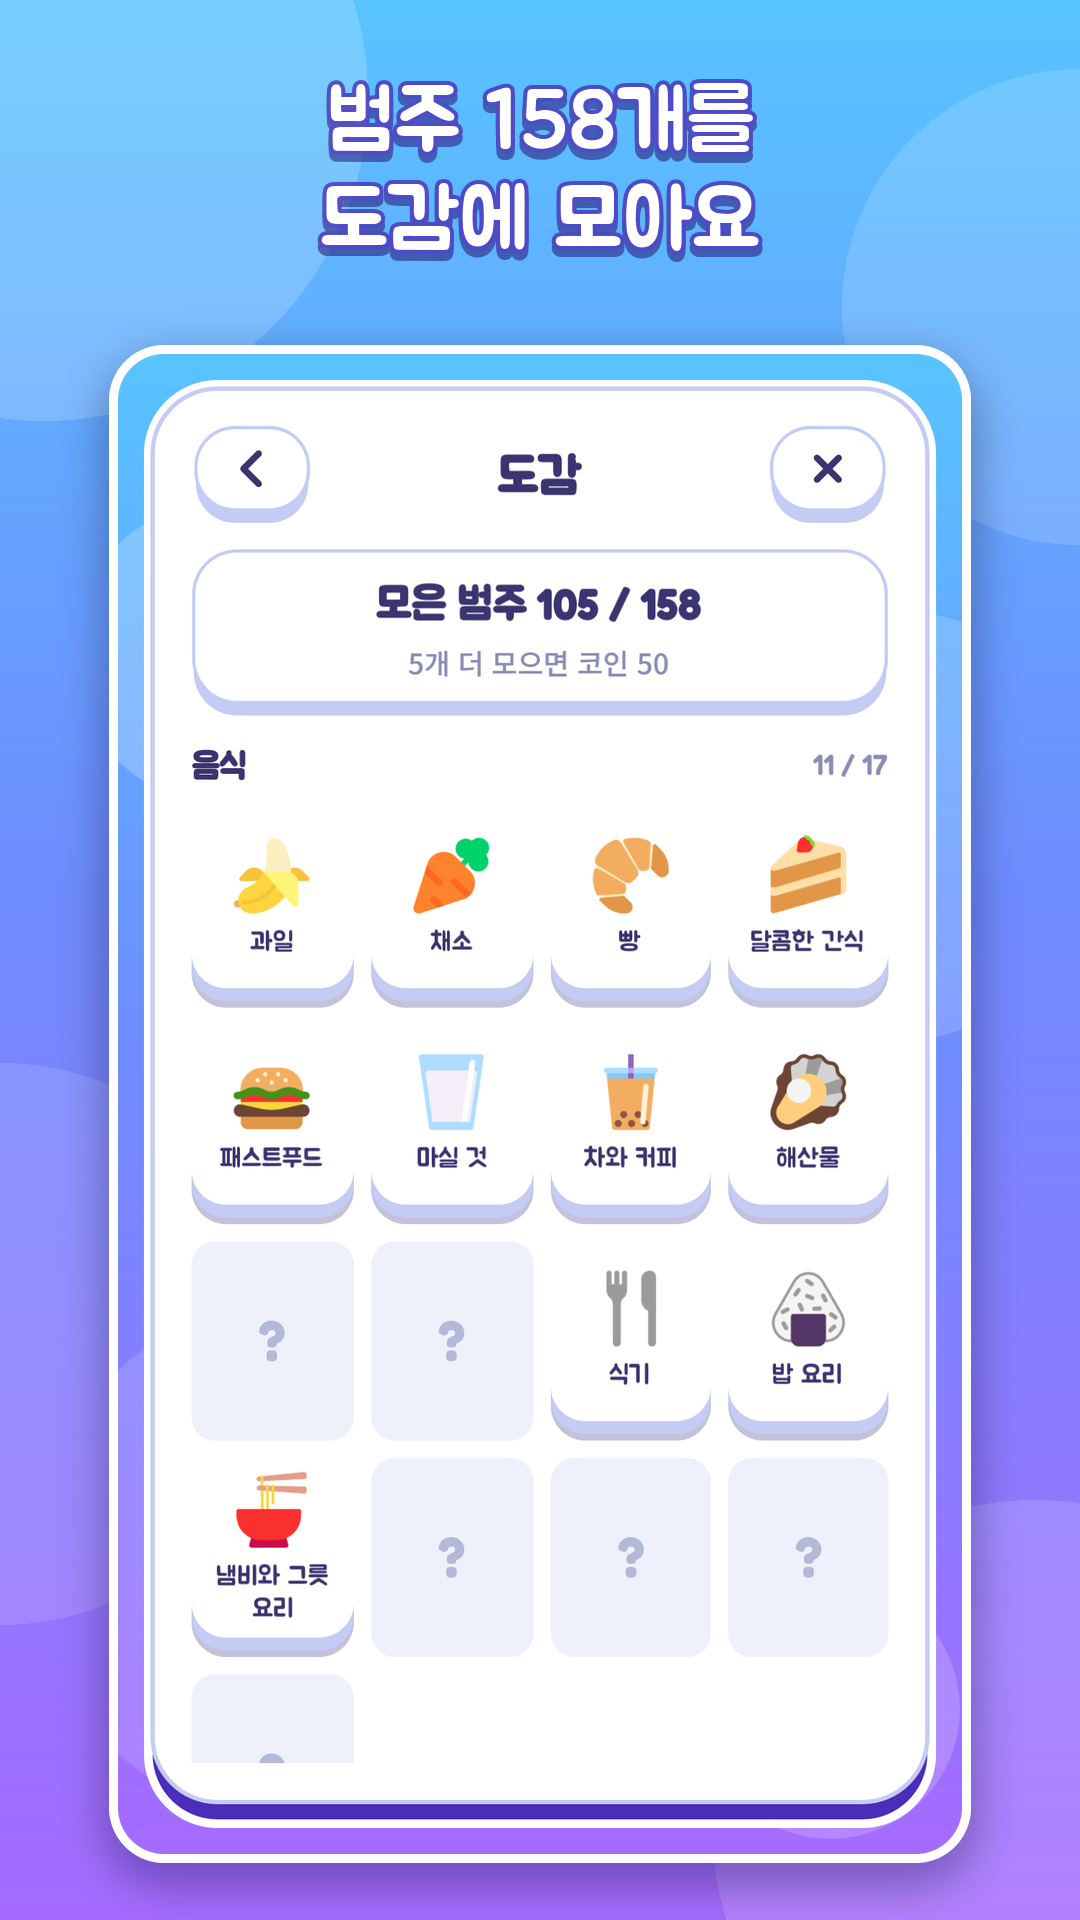 범주 158개를
도감에 모아요
도감
모은 범주 105 / 158
5개 더 모으면 코인 50
음식
11 / 17
과일
채소
빵
달콤한 간식
패스트푸드
마실 것
차와 커피
해산물
?
?
식기
밥 요리
냄비와 그릇
요리
?
?
?